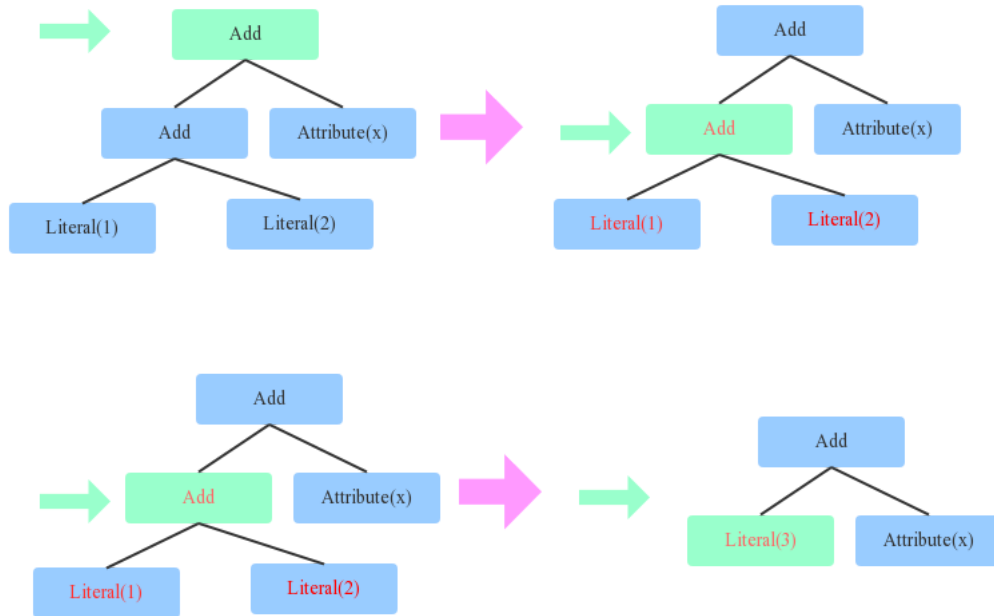 Add
Add
Attribute(x)
Literal(1)
Literal(2)
Add
Add
Attribute(x)
Literal(1)
Literal(2)
Add
Add
Attribute(x)
Literal(1)
Literal(2)
Add
Literal(3)
Attribute(x)